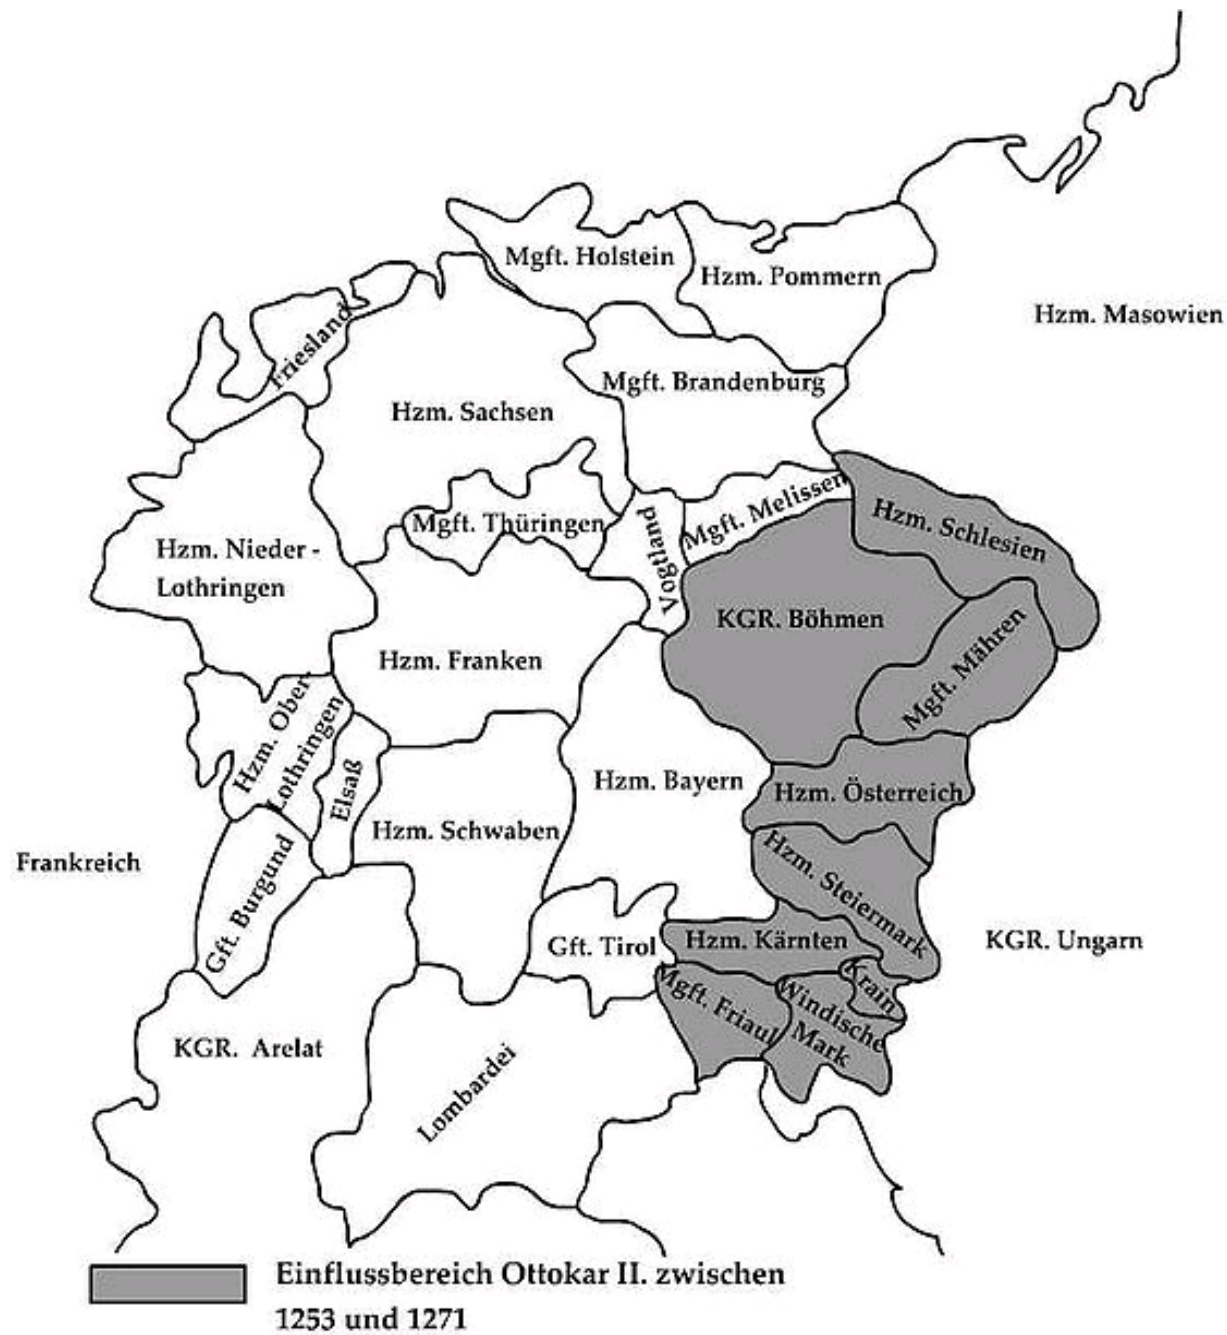 Mgft. Holstein
Hzm. Pommern
Hzm. Masowien
Friesland
Mgft. Brandenburg
Hzm. Sachsen
Mgft. Melissen
Mgft. Thüringen
Vogtland
Hzm. Schlesien
Hzm. Nieder -
Lothringen
KGR. Böhmen
Mgft. Mähren
Hzm. Franken
Hzm. Ober-
Lothringen
Elsaß
Hzm. Bayern
Hzm. Österreich
Hzm. Schwaben
Frankreich
Gft. Burgund
Hzm. Steiermark
Gft. Tirol
Hzm. Kärnten
KGR. Ungarn
Krain
Mgft. Friaul
Windische
Mark
KGR. Arelat
Lombardei
Einflussbereich Ottokar II. zwischen
1253 und 1271